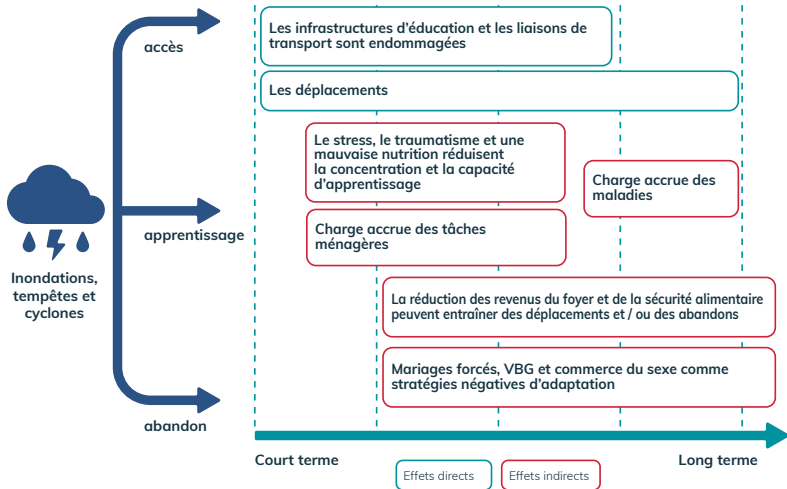 accès
Les infrastructures d’éducation et les liaisons de
transport sont endommagées
Les déplacements
Le stress, le traumatisme et une
mauvaise nutrition réduisent
la concentration et la capacité
d’apprentissage
Charge accrue des
maladies
apprentissage
Charge accrue des tâches
ménagères
Inondations,
tempêtes et
cyclones
La réduction des revenus du foyer et de la sécurité alimentaire
peuvent entraîner des déplacements et / ou des abandons
Mariages forcés, VBG et commerce du sexe comme
stratégies négatives d’adaptation
abandon
Court terme
Long terme
Effets directs
Effets indirects